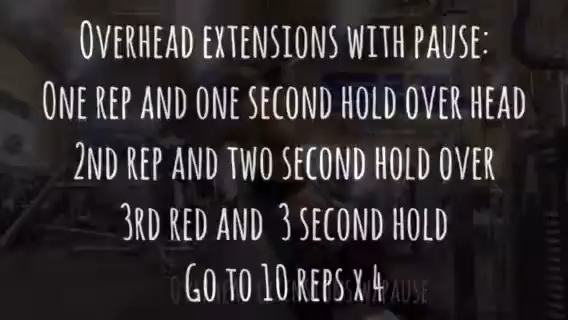 Overhead extensions with pause:
One rep and one second hold over head
2nd rep and two second hold over
3rd red and 3 second hold
Go to 10 reps x 4
pause